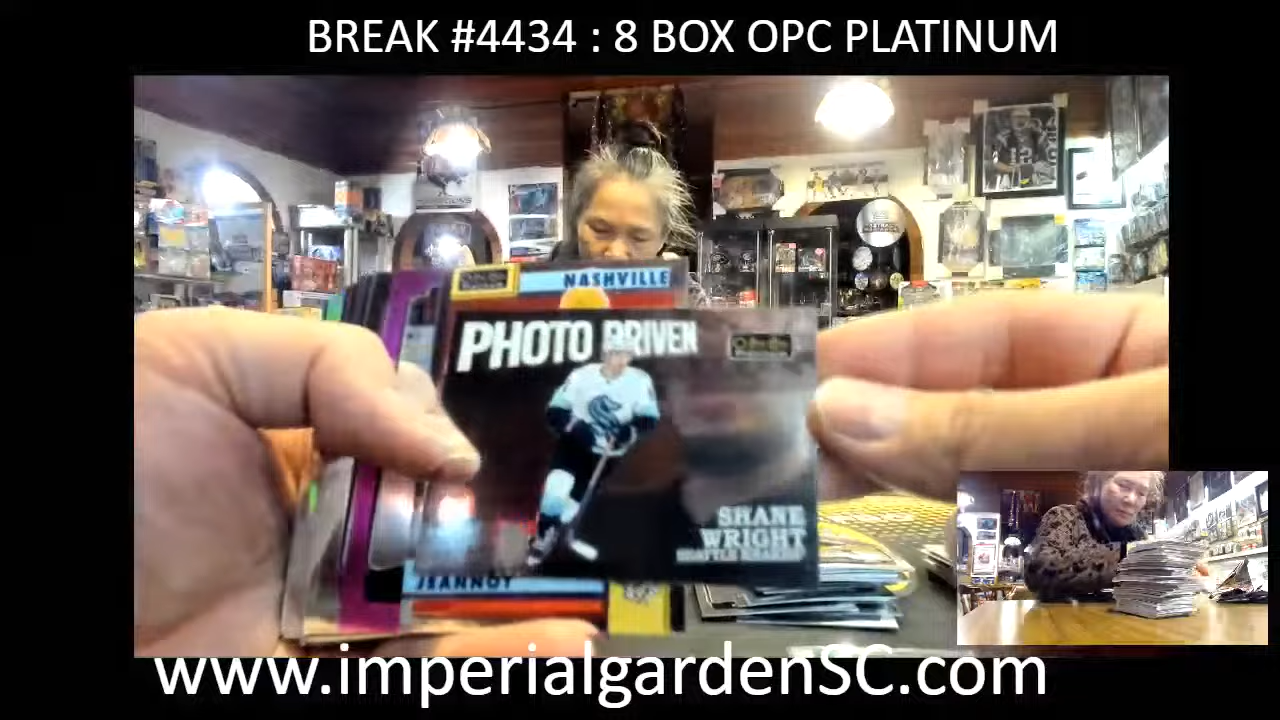 BREAK #4434 : 8 BOX OPC PLATINUM
NASHVILLE
PHOTO DRIVEN
SHANE
WRIGHT
SEATTLE KRAKEN
JEANNOT
www.imperialgardenSC.com